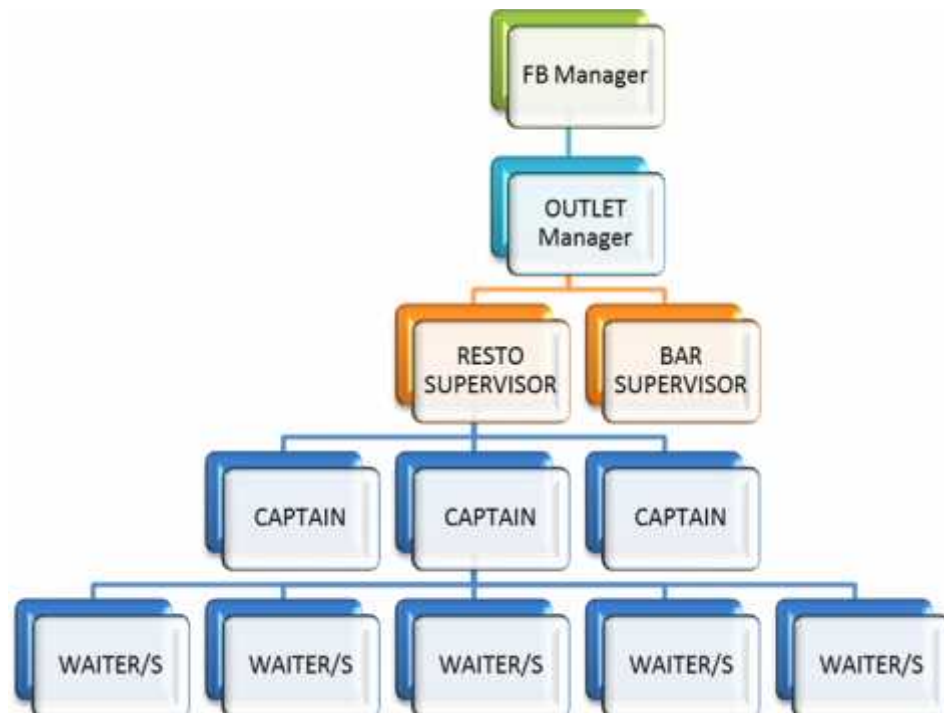 FB Manager
OUTLET
Manager
RESTO
SUPERVISOR
BAR
SUPERVISOR
CAPTAIN
CAPTAIN
CAPTAIN
WAITER/S
WAITER/S
WAITER/S
WAITER/S
WAITER/S